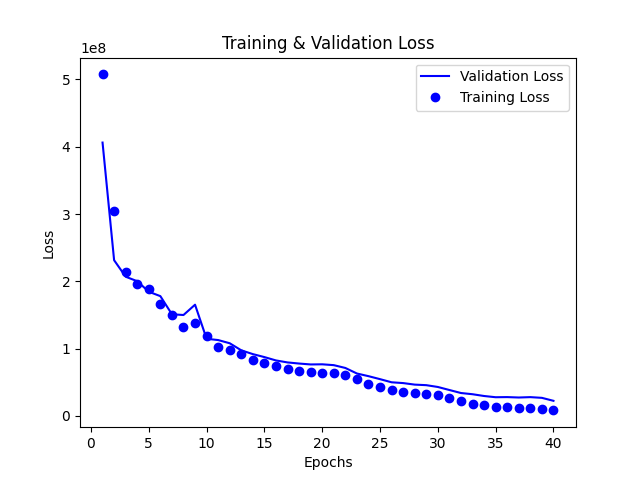 Training & Validation Loss
1e8
Validation Loss
Training Loss
5
4
3
2
1
0
Loss
0 5 10 15 20 25 30 35 40
Epochs